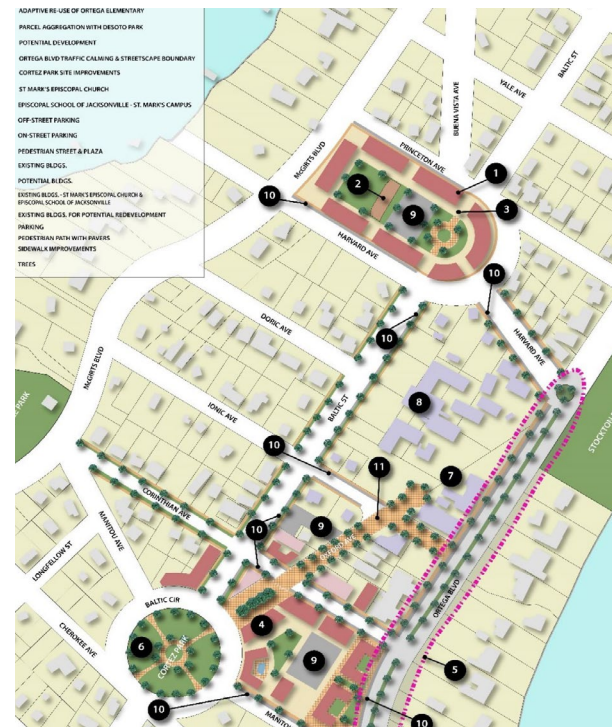 ADAPTIVE RE-USE OF ORTEGA ELEMENTARY
PARCEL AGGREGATION WITH DESOTO PARK
POTENTIAL DEVELOPMENT
ORTEGA BLVD TRAFFIC CALMING & STREETSCAPE BOUNDARY
CORTEZ PARK SITE IMPROVEMENTS
ST MARK'S EPISCOPAL CHURCH
EPISCOPAL SCHOOL OF JACKSONVILLE - ST. MARK'S CAMPUS
OFF-STREET PARKING
ON-STREET PARKING
PEDESTRIAN STREET & PLAZA
EXISTING BLDGS.
POTENTIAL BLDGS.
EXISTING BLDGS. - ST MARK'S EPISCOPAL CHURCH &
EPISCOPAL SCHOOL OF JACKSONVILLE
EXISTING BLDGS. FOR POTENTIAL REDEVELOPMENT
PARKING
PEDESTRIAN PATH WITH PAVERS
SIDEWALK IMPROVEMENTS
TREES
BALTIC ST
YALE AVE
BUENA VISTA AVE
MCGIRTS BLVD
PRINCETON AVE
1
2
10
9
3
HARVARD AVE
10
10
HARVARD AVE
DORIC AVE
MCGIRTS BLVD
BALTIC ST
8
STOCKTON
PARK
IONIC AVE
10
11
7
CORINTHIAN AVE
10
9
OXFORD AVE
MANITOU AVE
LONGFELLOW ST
ORTEGA BLVD
BALTIC CIR
4
6
CORTEZ PARK
9
5
CHEROKEE AVE
10
MANITOU
10